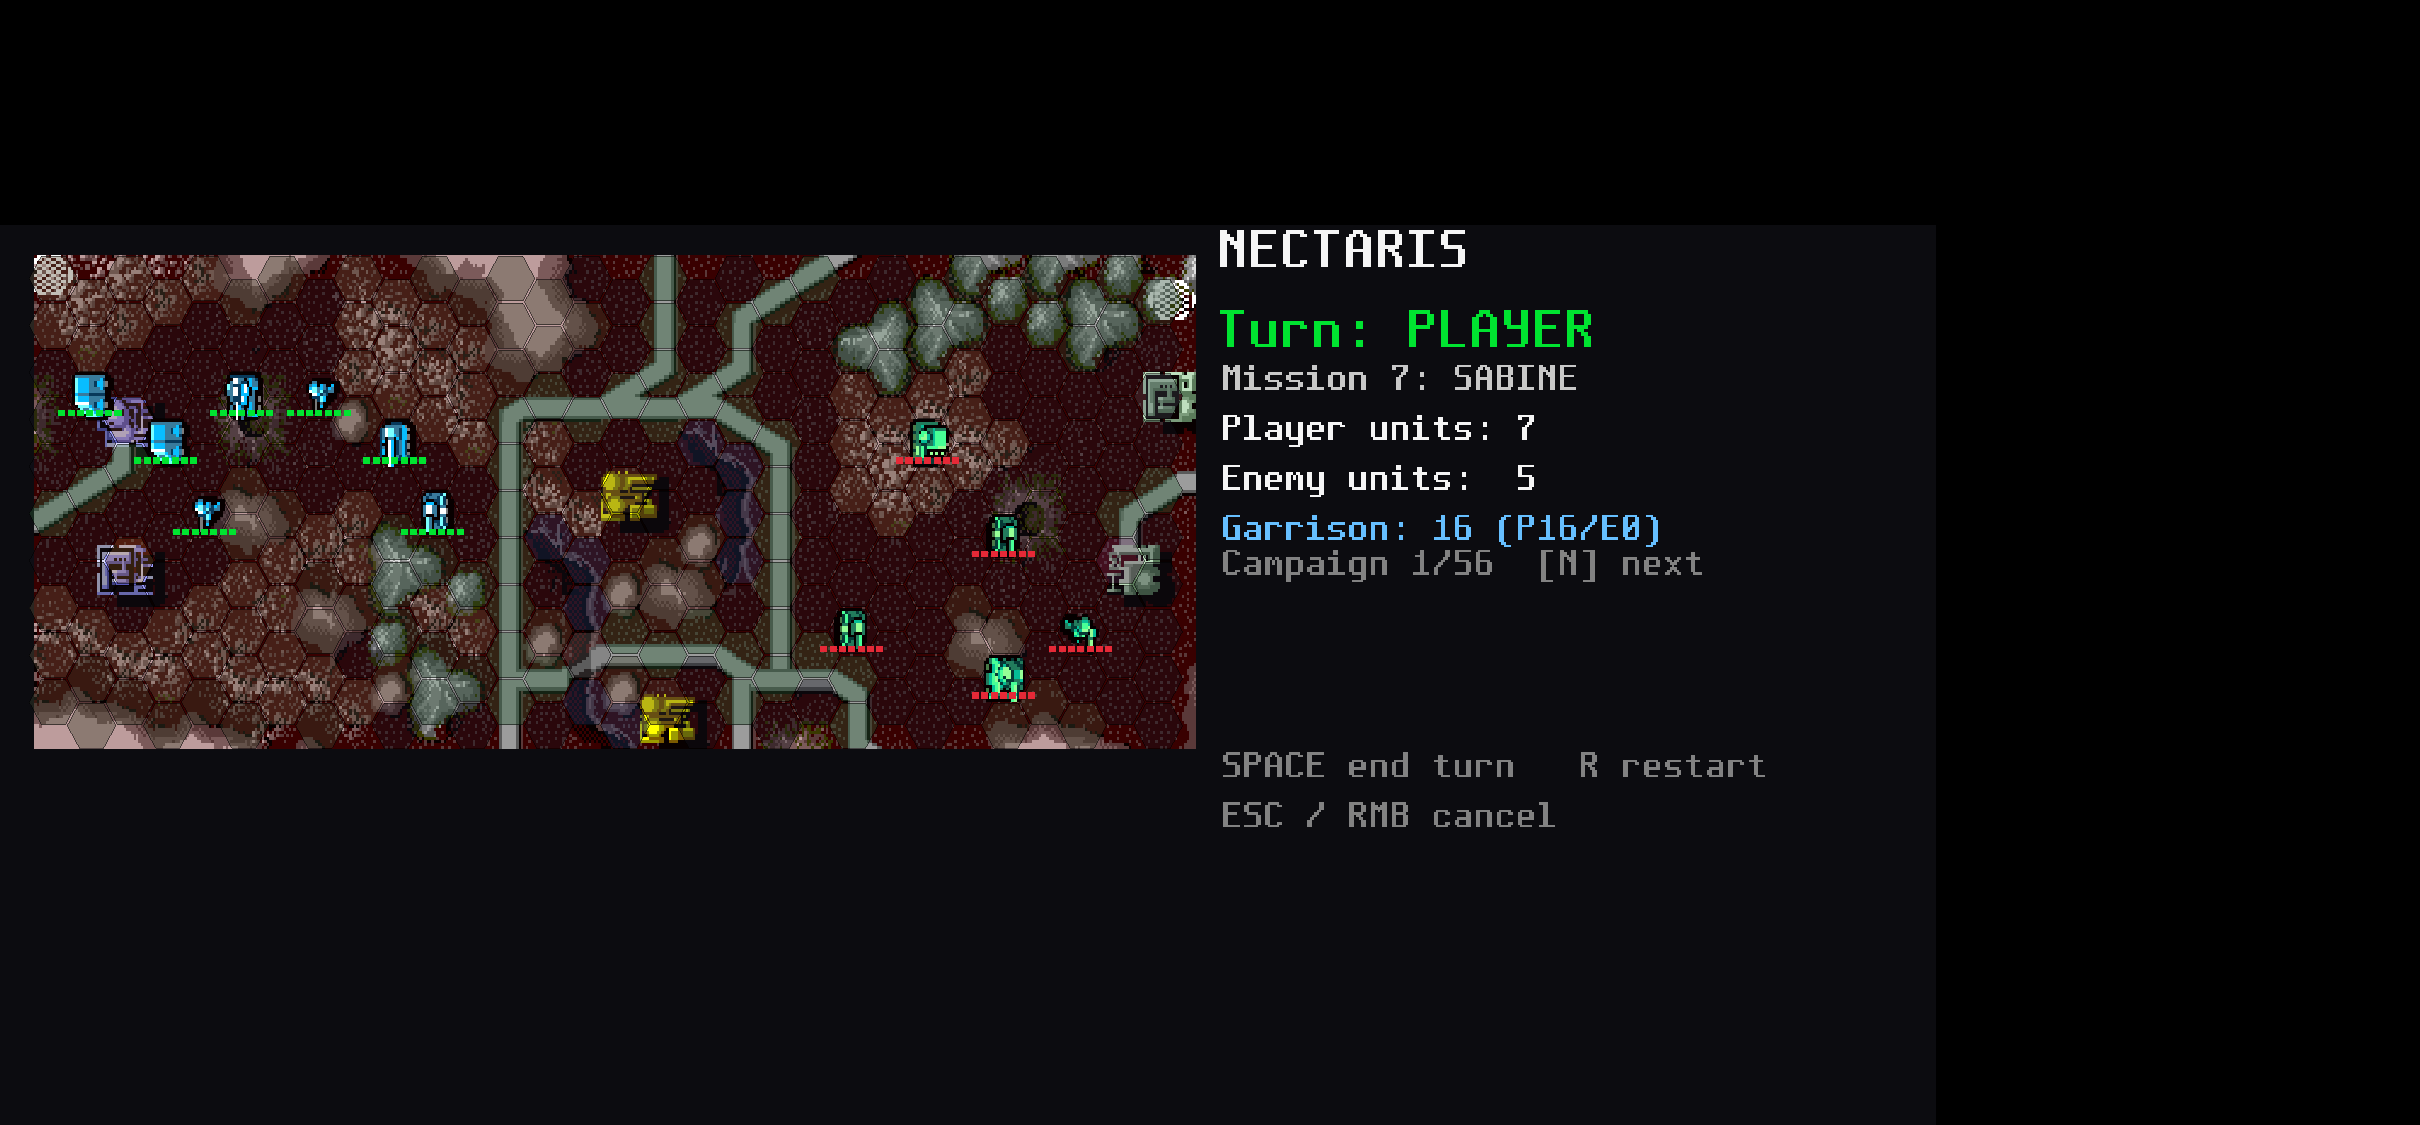 NECTARIS
Turn: PLAYER
Mission 7: SABINE
Player units: 7
Enemy units:  5
Garrison: 16 (P16/E0)
Campaign 1/56  [N] next
SPACE end turn   R restart
ESC / RMB cancel